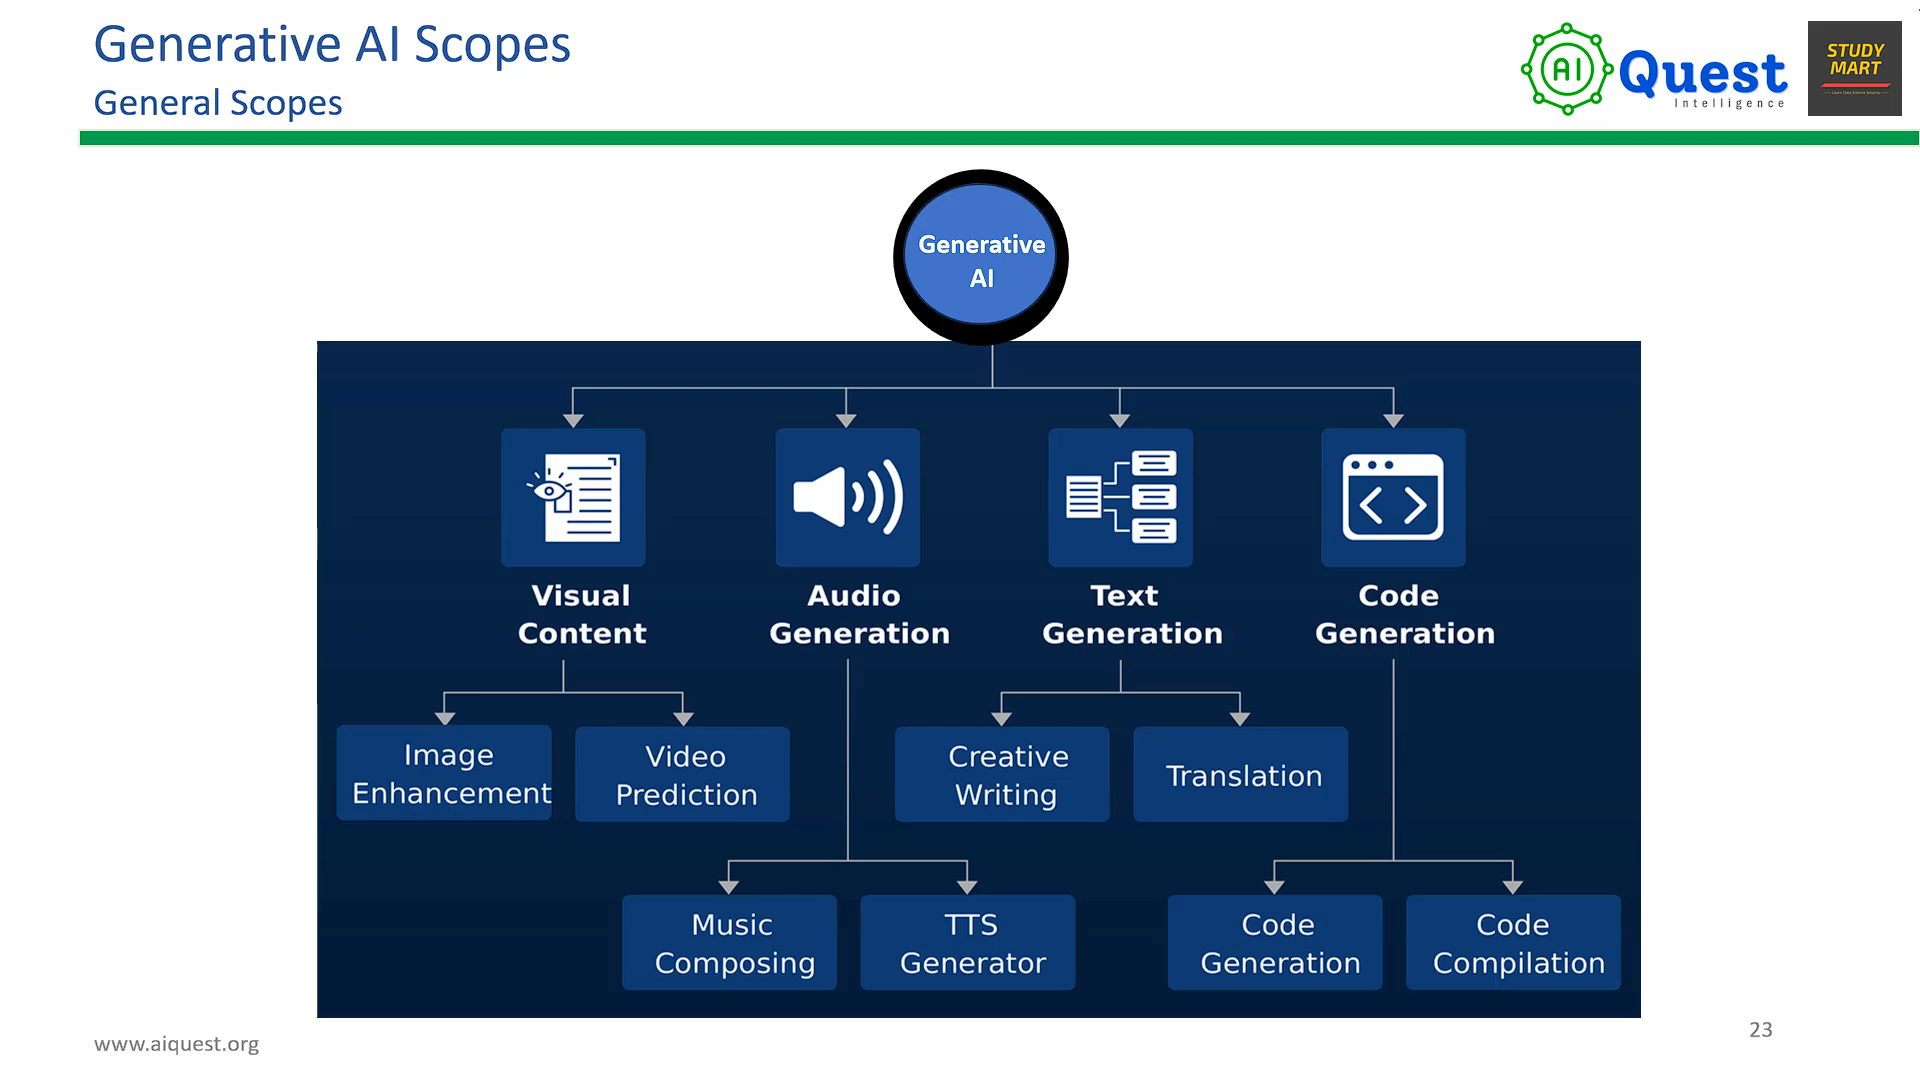 Generative AI Scopes
General Scopes
AI
Quest
Intelligence
STUDY
MART
Generative
AI
Visual
Content
Audio
Generation
Text
Generation
Code
Generation
Image
Enhancement
Video
Prediction
Creative
Writing
Translation
Music
Composing
TTS
Generator
Code
Generation
Code
Compilation
www.aiquest.org
23